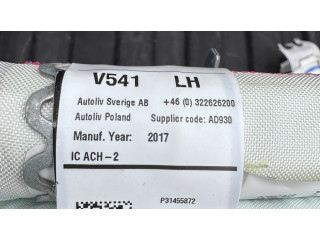 V541 LH
Autoliv Sverige AB +46 (0) 322626200
Autoliv Poland Supplier code: AD930
Manuf. Year: 2017
IC ACH-2
P31455872